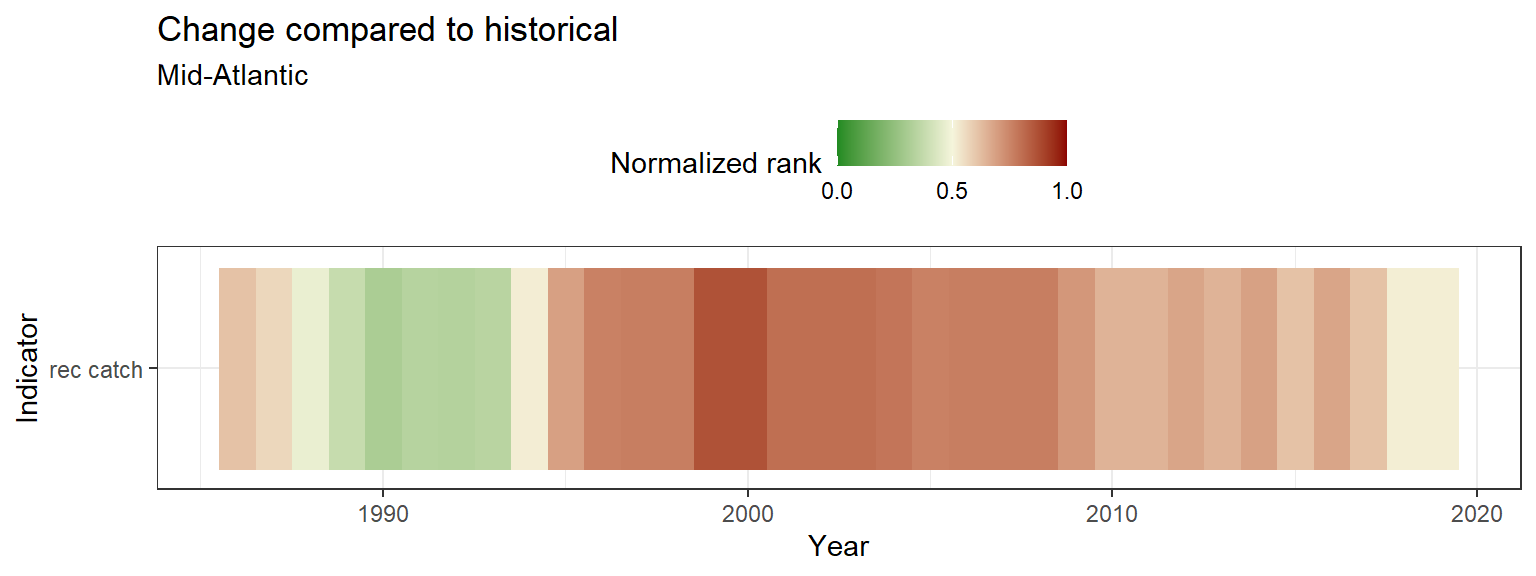 Change compared to historical
Mid-Atlantic
Normalized rank
0.0 0.5 1.0
Indicator
rec catch
1990 2000 2010 2020
Year